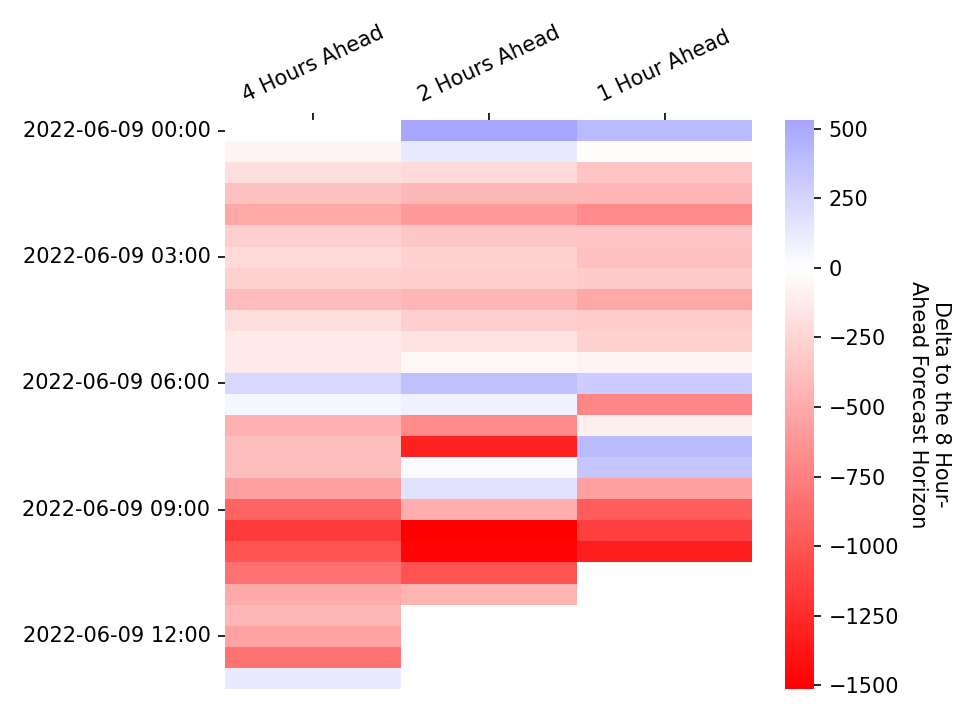 4 Hours Ahead
2 Hours Ahead
1 Hour Ahead
2022-06-09 00:00
2022-06-09 03:00
2022-06-09 06:00
2022-06-09 09:00
2022-06-09 12:00
500
250
0
−250
−500
−750
−1000
−1250
−1500
Delta to the 8 Hour-
Ahead Forecast Horizon